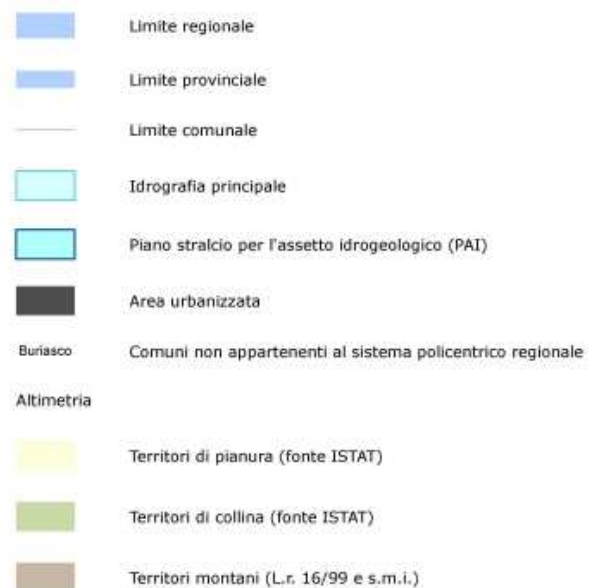 Limite regionale
Limite provinciale
Limite comunale
Idrografia principale
Piano stralcio per l'assetto idrogeologico (PAI)
Area urbanizzata
Buriasco Comuni non appartenenti al sistema policentrico regionale
Altimetria
Territori di pianura (fonte ISTAT)
Territori di collina (fonte ISTAT)
Territori montani (L.r. 16/99 e s.m.i.)